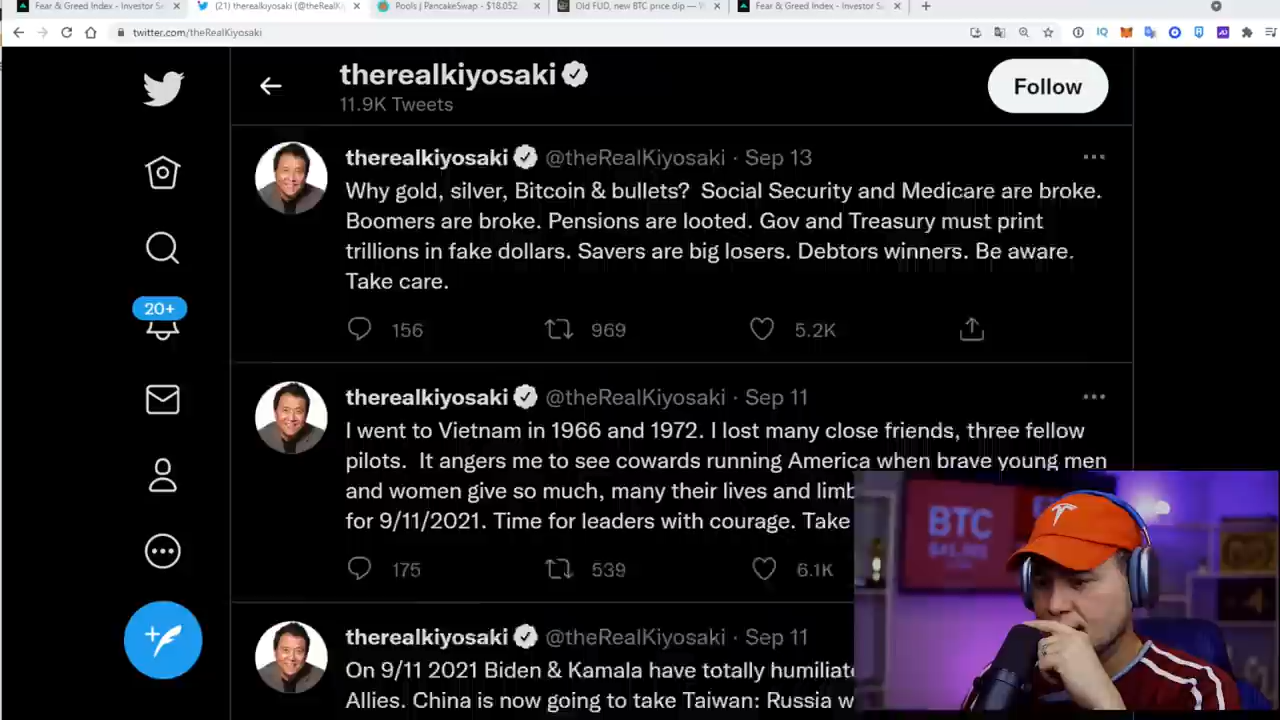 Fear & Greed Index - Investor Se
(21) therealkiyosaki (@theRealKi
Pools j PancakeSwap - $18.052
Old FUD, new BTC price dip —
Fear & Greed Index - Investor S
twitter.com/theRealKiyosaki
therealkiyosaki
11.9K Tweets
Follow
therealkiyosaki @theRealKiyosaki · Sep 13
Why gold, silver, Bitcoin & bullets?  Social Security and Medicare are broke.
Boomers are broke. Pensions are looted. Gov and Treasury must print
trillions in fake dollars. Savers are big losers. Debtors winners. Be aware.
Take care.
156 969 5.2K
20+
therealkiyosaki @theRealKiyosaki · Sep 11
I went to Vietnam in 1966 and 1972. I lost many close friends, three fellow
pilots.  It angers me to see cowards running America when brave young men
and women give so much, many their lives and limb
for 9/11/2021. Time for leaders with courage. Take
175 539 6.1K
therealkiyosaki @theRealKiyosaki · Sep 11
On 9/11 2021 Biden & Kamala have totally humiliate
Allies. China is now going to take Taiwan: Russia w
BTC